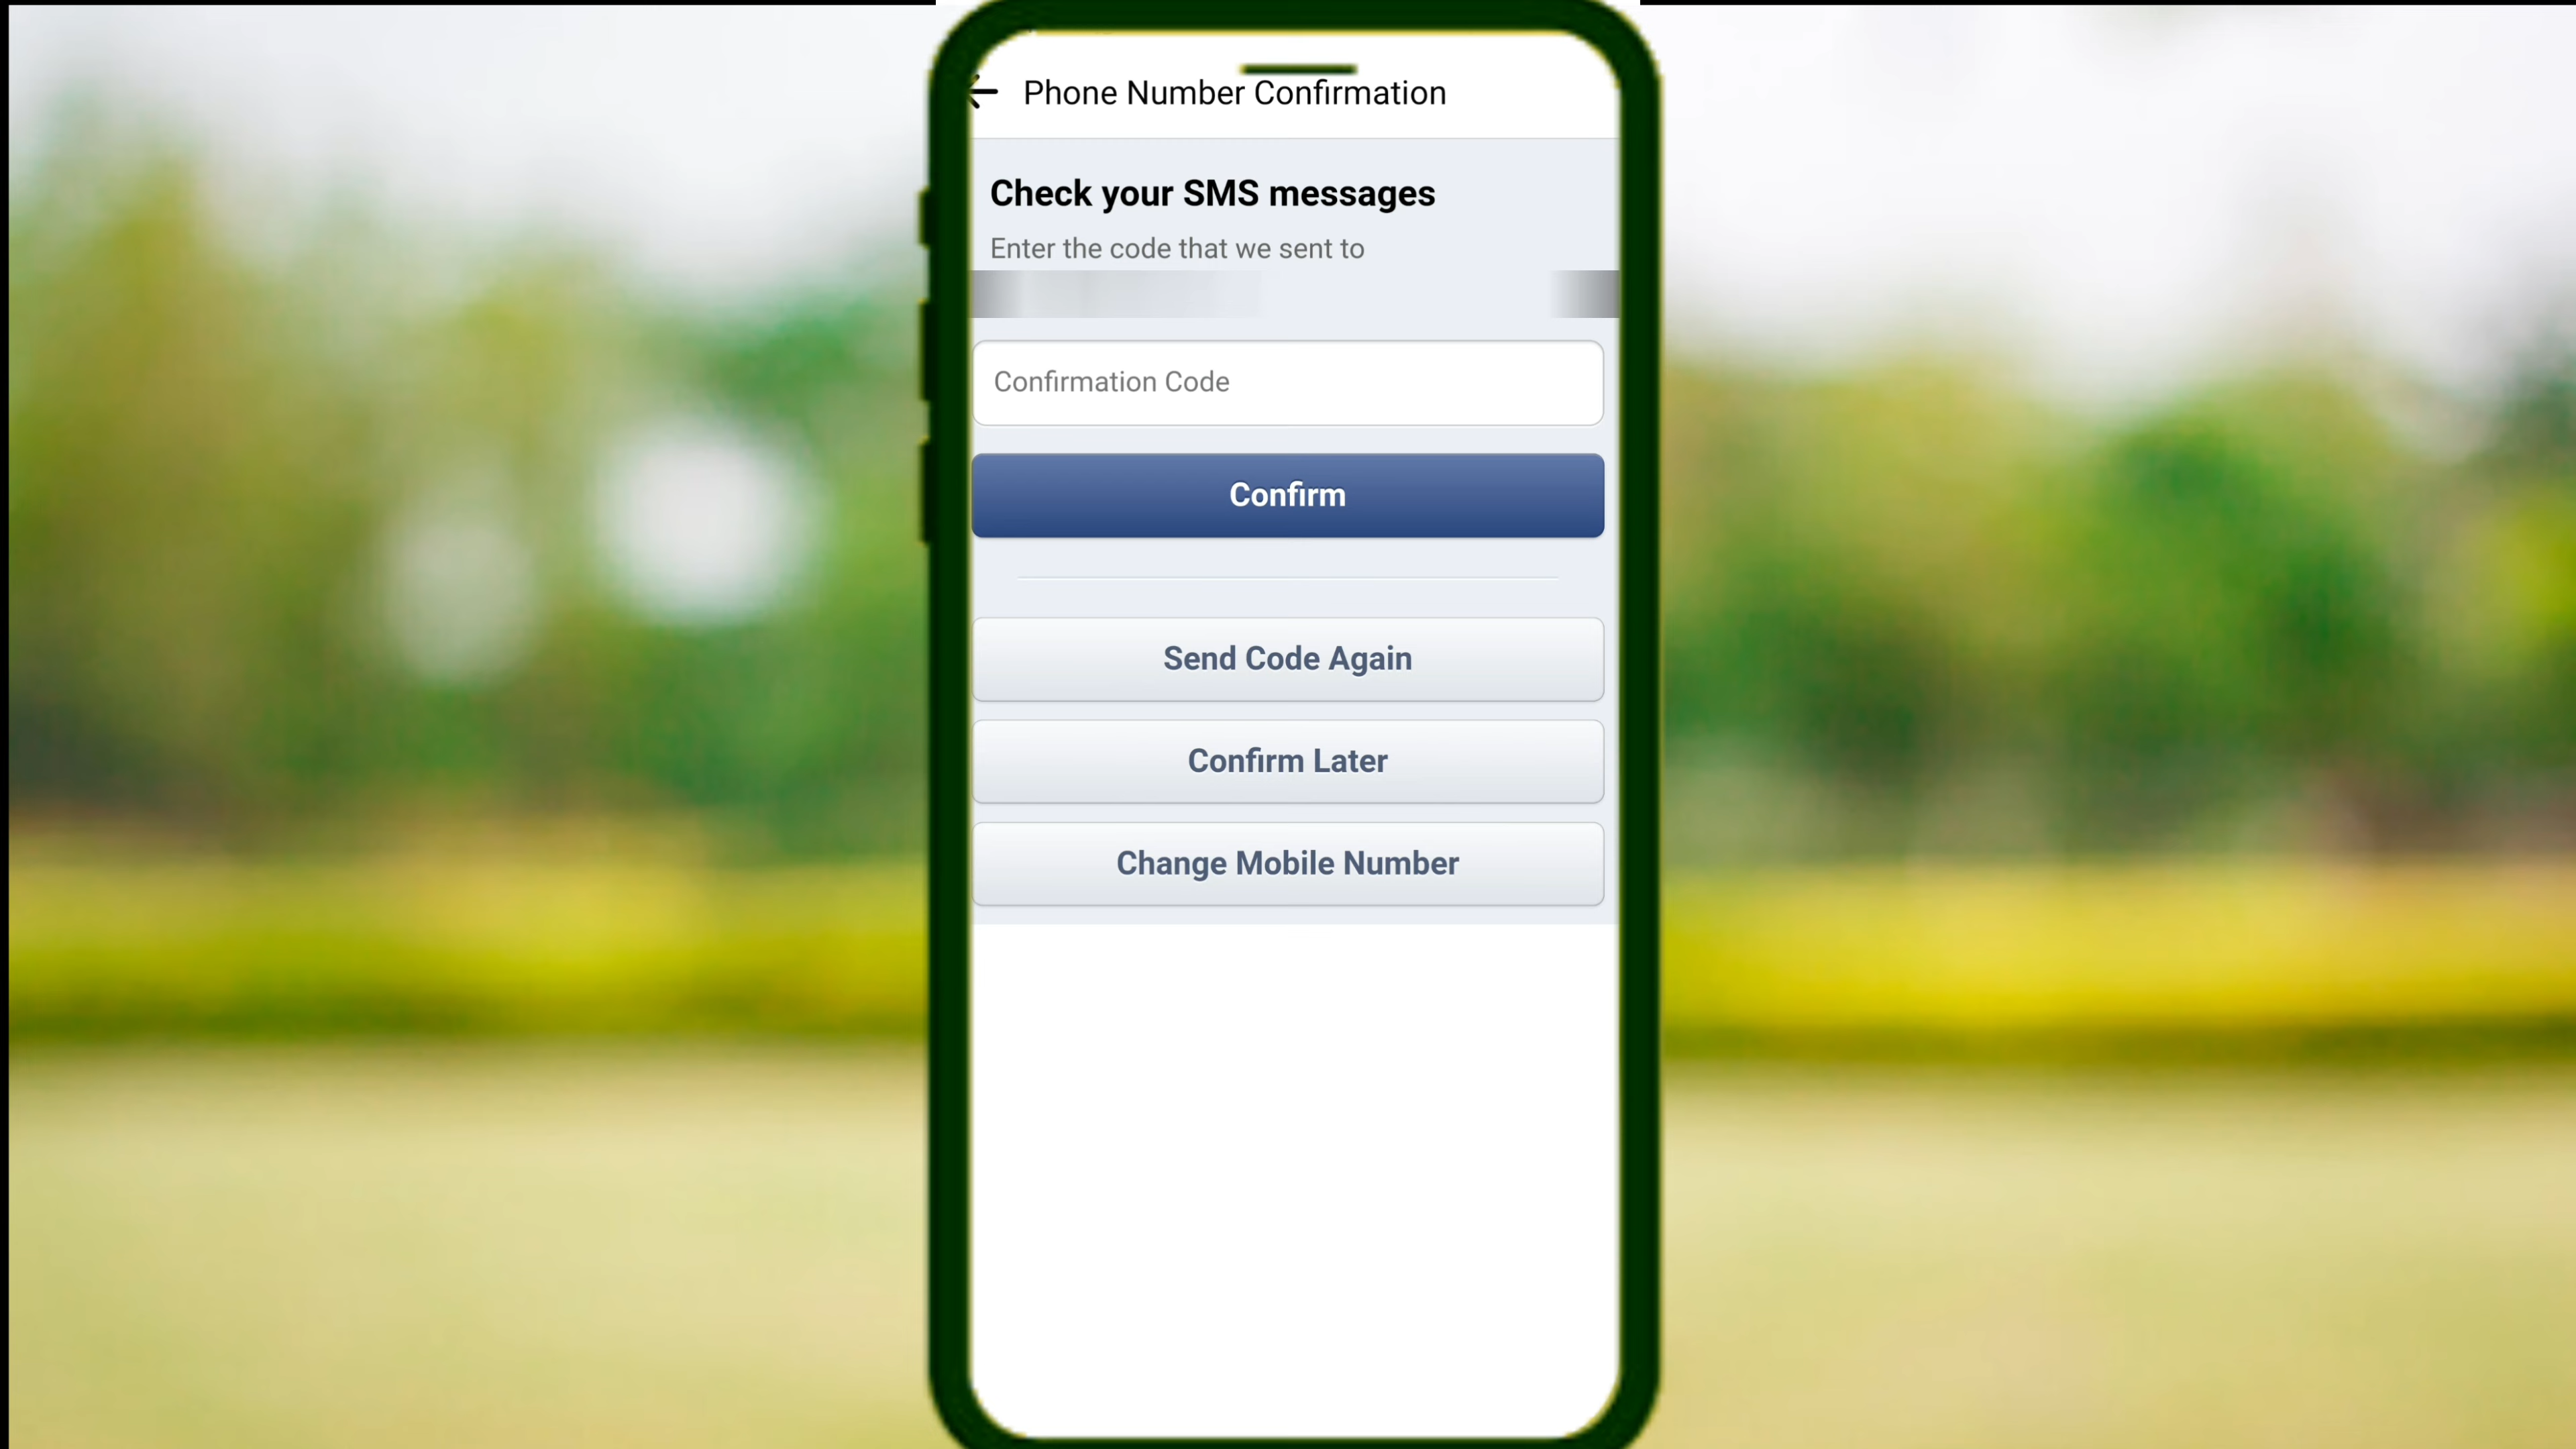 Phone Number Confirmation
Check your SMS messages
Enter the code that we sent to
Confirmation Code
Confirm
Send Code Again
Confirm Later
Change Mobile Number